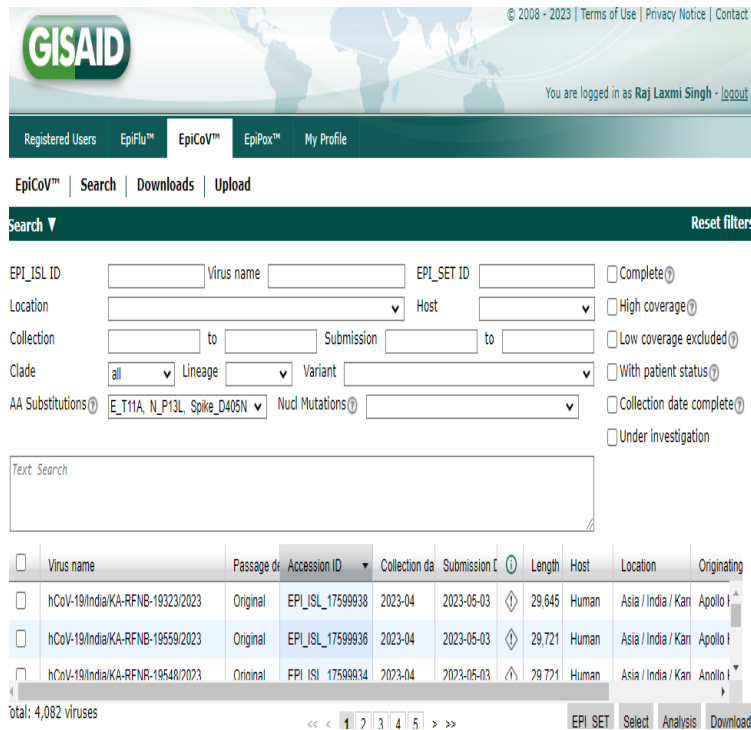 © 2008 - 2023 | Terms of Use | Privacy Notice | Contact
GISAID
You are logged in as Raj Laxmi Singh - logout
Registered Users EpiFlu™ EpiCoV™ EpiPox™ My Profile
EpiCoV™ | Search | Downloads | Upload
Search Reset filters
EPI_ISL ID Virus name EPI_SET ID Complete
Location Host High coverage
Collection to Submission to Low coverage excluded
Clade all Lineage Variant With patient status
AA Substitutions E_T11A, N_P13L, Spike_D405N Nucl Mutations Collection date complete
Under investigation
Text Search
Virus name Passage de Accession ID Collection da Submission D Length Host Location Originating
hCoV-19/India/KA-RFNB-19323/2023 Original EPI_ISL_17599938 2023-04 2023-05-03 29,645 Human Asia / India / Kar Apollo H
hCoV-19/India/KA-RFNB-19559/2023 Original EPI_ISL_17599936 2023-04 2023-05-03 29,721 Human Asia / India / Kar Apollo H
hCoV-19/India/KA-RFNB-19548/2023 Original EPI_ISL_17599934 2023-04 2023-05-03 29,721 Human Asia / India / Kar Apollo H
Total: 4,082 viruses << < 1 2 3 4 5 > >> EPI_SET Select Analysis Download